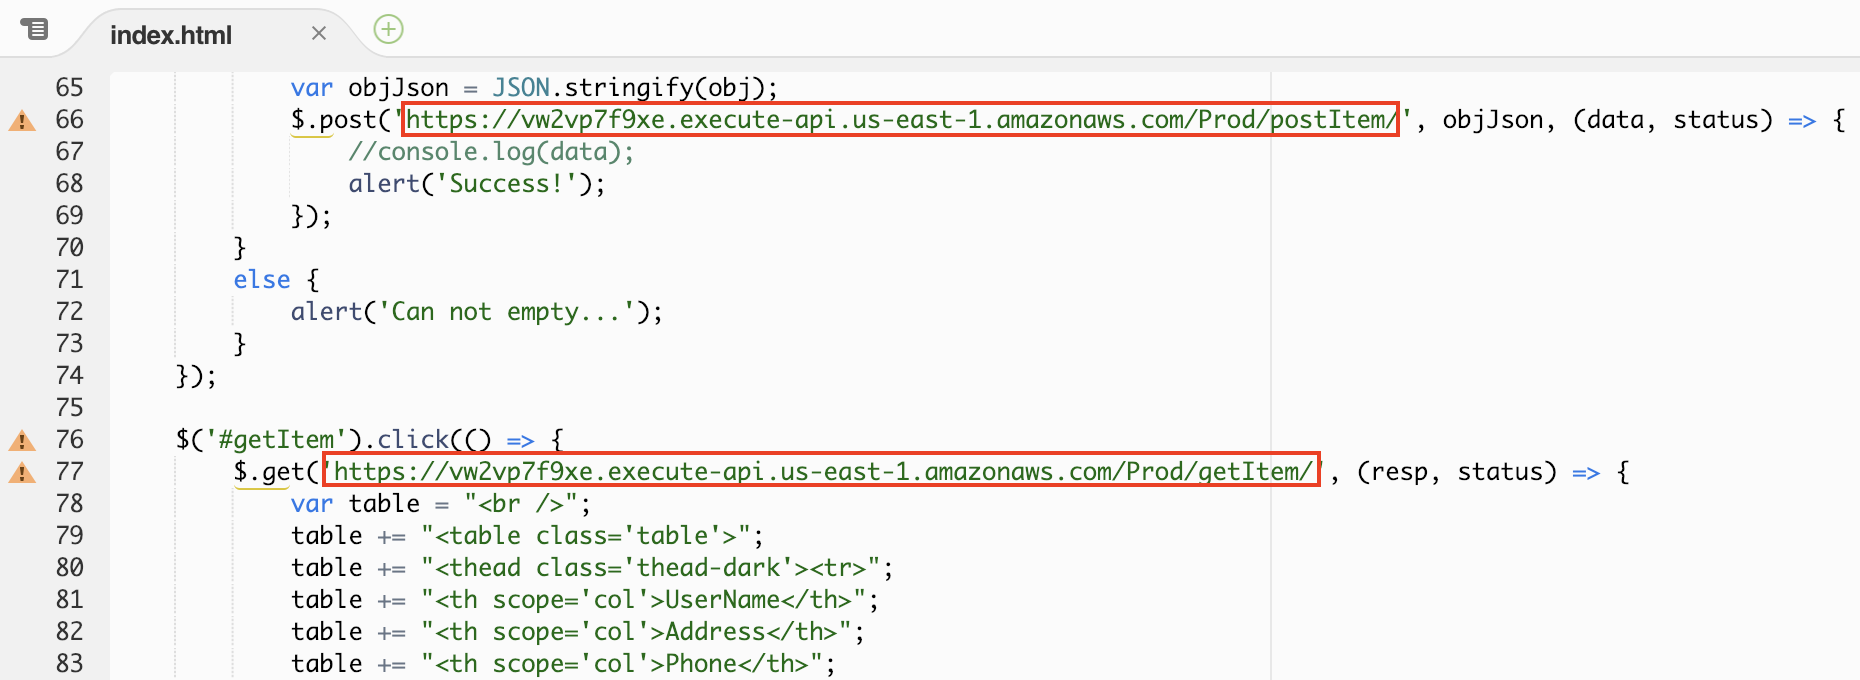 index.html
65 var objJson = JSON.stringify(obj);
66 $.post('https://vw2vp7f9xe.execute-api.us-east-1.amazonaws.com/Prod/postItem/', objJson, (data, status) => {
67 //console.log(data);
68 alert('Success!');
69 });
70 }
71 else {
72 alert('Can not empty...');
73 }
74 });
75
76 $('#getItem').click(() => {
77 $.get('https://vw2vp7f9xe.execute-api.us-east-1.amazonaws.com/Prod/getItem/', (resp, status) => {
78 var table = "<br />";
79 table += "<table class='table'>";
80 table += "<thead class='thead-dark'><tr>";
81 table += "<th scope='col'>UserName</th>";
82 table += "<th scope='col'>Address</th>";
83 table += "<th scope='col'>Phone</th>";